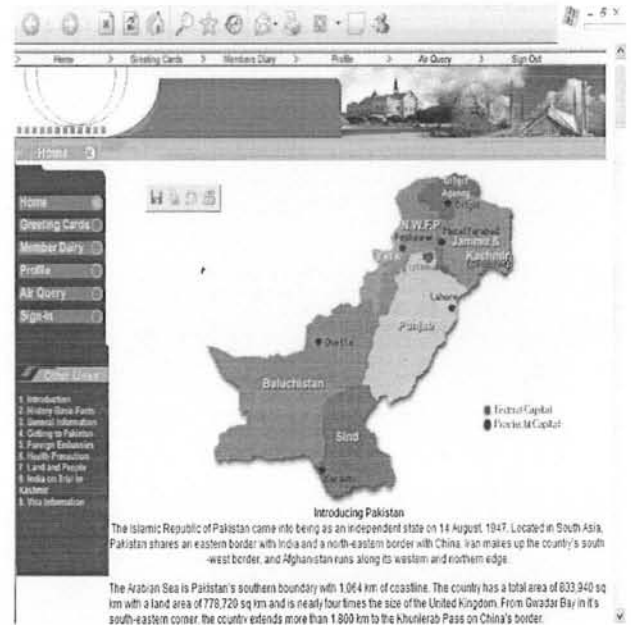 Home > Greeting Cards > Members Diary > Profile > Air Query > Sign Out
Home
Home
Greeting Cards
Member Dairy
Profile
Air Query
Sign-In
Other Links
1. Introduction
2. History Basic Facts
3. General Information
4. Getting to Pakistan
5. Foreign Embassies
6. Health Precaution
7. Land and People
8. India on Trial in
Kashmir
9. Visa Information
N.W.F.P
Peshawar
Jammu &
Kashmir
Lahore
Punjab
Quetta
Baluchistan
Sind
Karachi
Federal Capital
Provincial Capital
Introducing Pakistan
The Islamic Republic of Pakistan came into being as an independent state on 14 August, 1947. Located in South Asia,
Pakistan shares an eastern border with India and a north-eastern border with China. Iran makes up the country's south
-west border, and Afghanistan runs along its western and northern edge.
The Arabian Sea is Pakistan's southern boundary with 1,064 km of coastline. The country has a total area of 803,940 sq
km with a land area of 778,720 sq km and is nearly four times the size of the United Kingdom. From Gwadar Bay in it's
south-eastern corner, the country extends more than 1,800 km to the Khunjerab Pass on China's border.